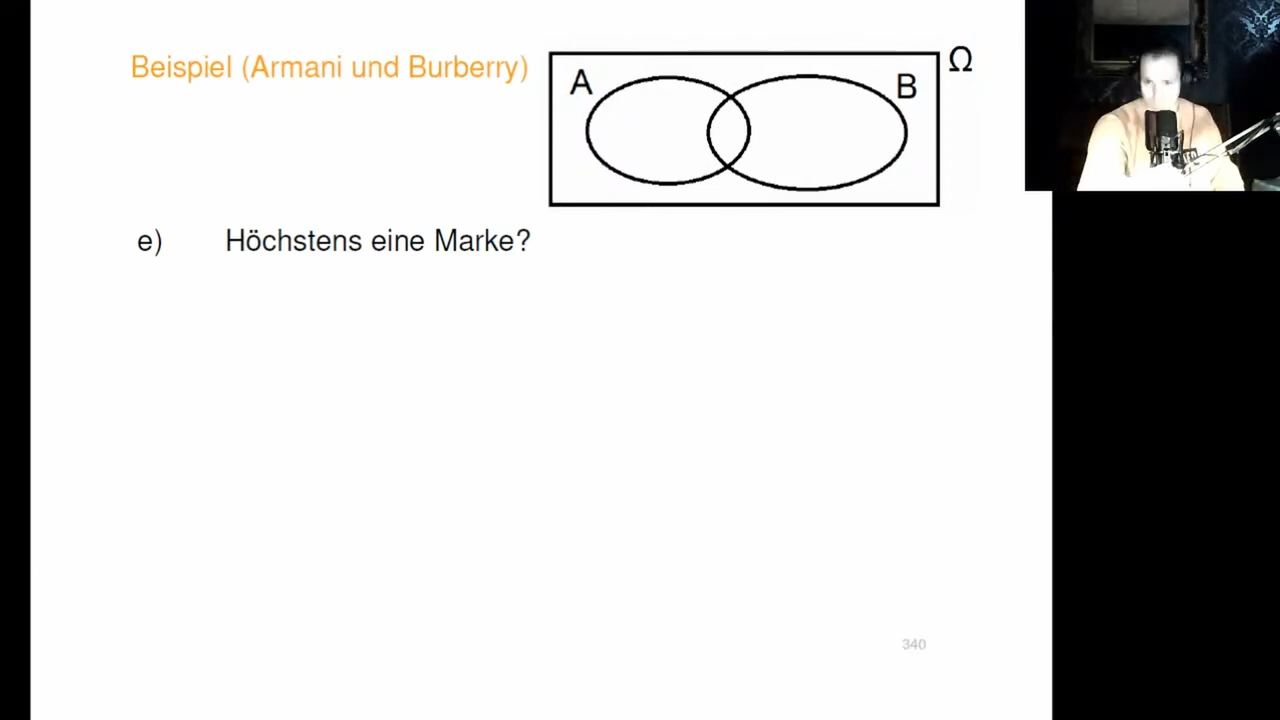 Beispiel (Armani und Burberry)
A
B
Ω
e) Höchstens eine Marke?
340